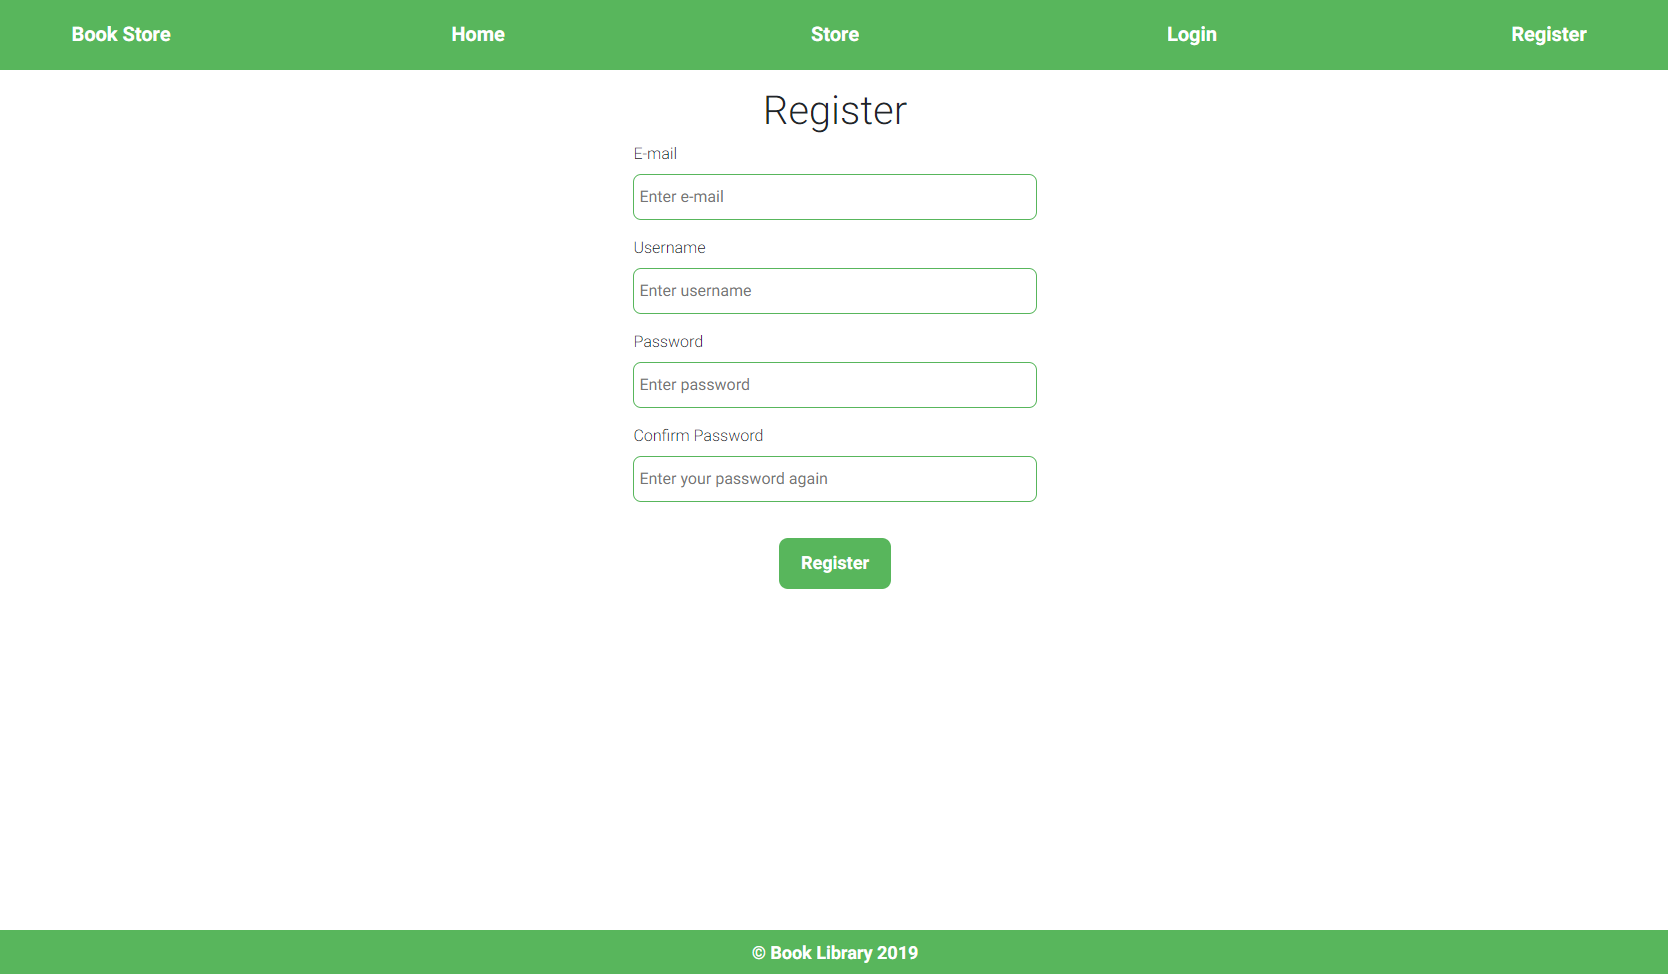 Book Store Home Store Login Register
Register
E-mail
Enter e-mail
Username
Enter username
Password
Enter password
Confirm Password
Enter your password again
Register
© Book Library 2019